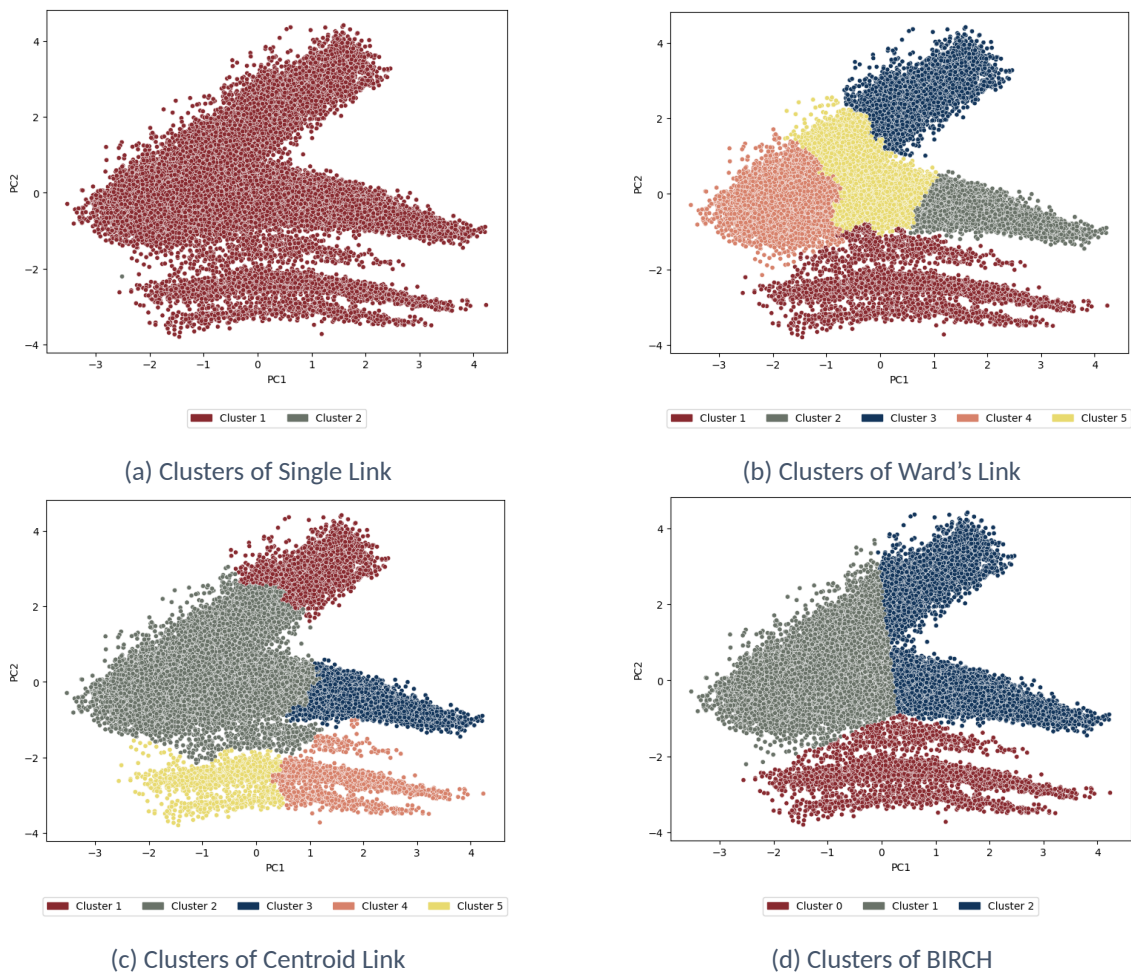 4
2
0
−2
−4
PC2
−3
−2
−1
0
1
2
3
4
PC1
Cluster 1
Cluster 2
(a) Clusters of Single Link
4
2
0
−2
−4
PC2
−3
−2
−1
0
1
2
3
4
PC1
Cluster 1
Cluster 2
Cluster 3
Cluster 4
Cluster 5
(b) Clusters of Ward’s Link
4
2
0
−2
−4
PC2
−3
−2
−1
0
1
2
3
4
PC1
Cluster 1
Cluster 2
Cluster 3
Cluster 4
Cluster 5
(c) Clusters of Centroid Link
4
2
0
−2
−4
PC2
−3
−2
−1
0
1
2
3
4
PC1
Cluster 0
Cluster 1
Cluster 2
(d) Clusters of BIRCH